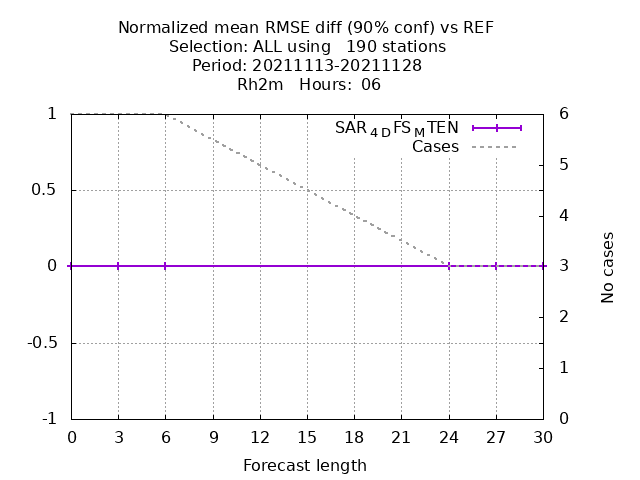 Normalized mean RMSE diff (90% conf) vs REF
Selection: ALL using   190 stations
Period: 20211113-20211128
Rh2m   Hours:  06
SAR4DFSMTEN
Cases
1
0.5
0
-0.5
-1
6
5
4
3
2
1
0
No cases
0 3 6 9 12 15 18 21 24 27 30
Forecast length